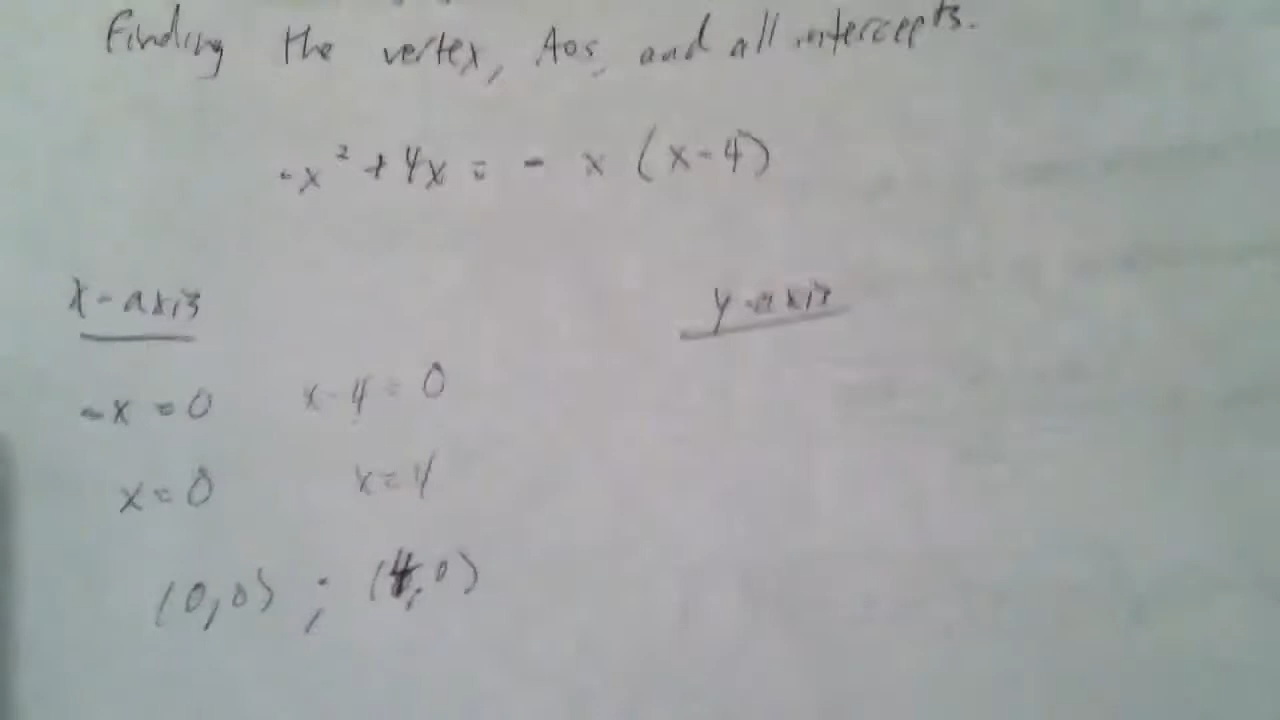 Finding the vertex, Aos, and all intercepts.
-x² + 4x = - x (x-4)
x-axis
y-axis
-x = 0 x-4 = 0
x = 0 x = 4
(0,0) ; (4,0)